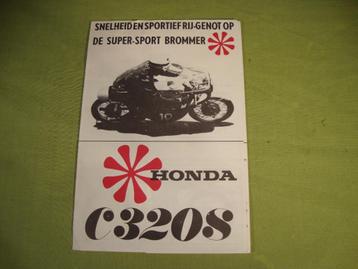 SNELHEID EN SPORTIEF RIJ-GENOT OP
DE SUPER-SPORT BROMMER
10
HONDA
C320S